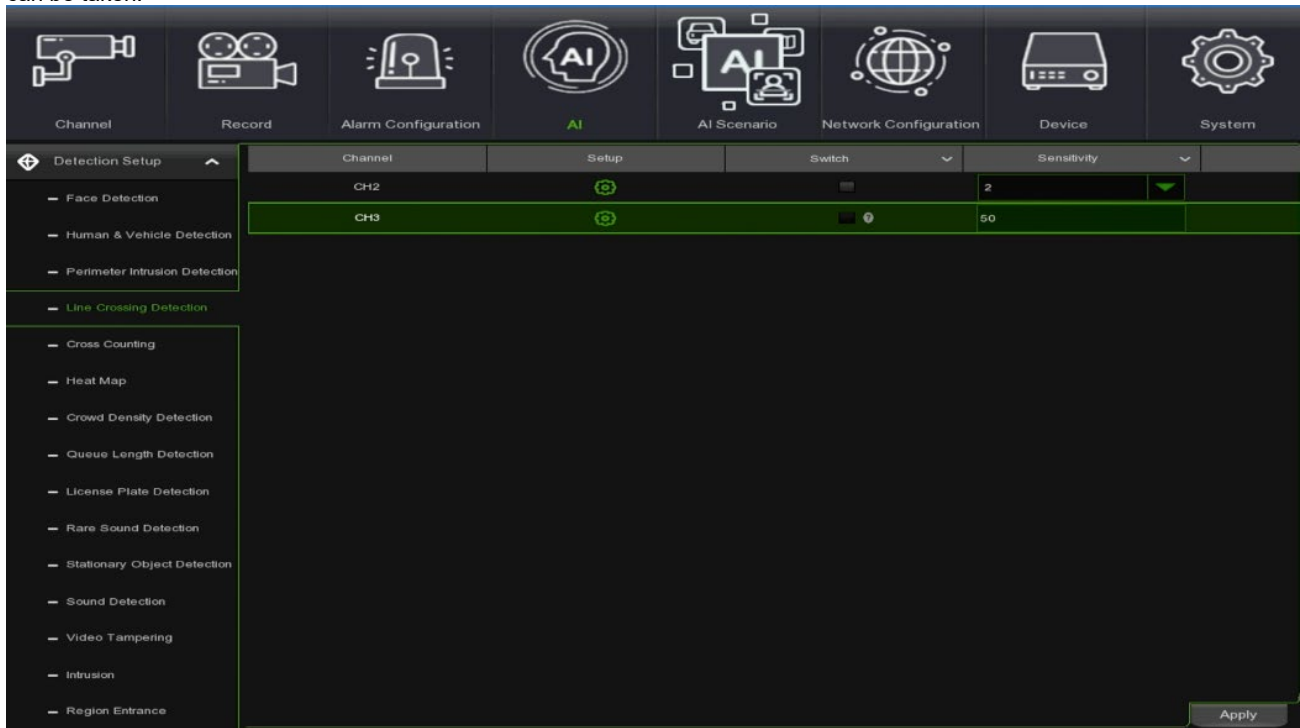 can be taken.
Channel
Record
Alarm Configuration
AI
AI Scenario
Network Configuration
Device
System
Detection Setup
Channel Setup Switch Sensitivity
CH2 2
CH3 50
Face Detection
Human & Vehicle Detection
Perimeter Intrusion Detection
Line Crossing Detection
Cross Counting
Heat Map
Crowd Density Detection
Queue Length Detection
License Plate Detection
Rare Sound Detection
Stationary Object Detection
Sound Detection
Video Tampering
Intrusion
Region Entrance
Apply